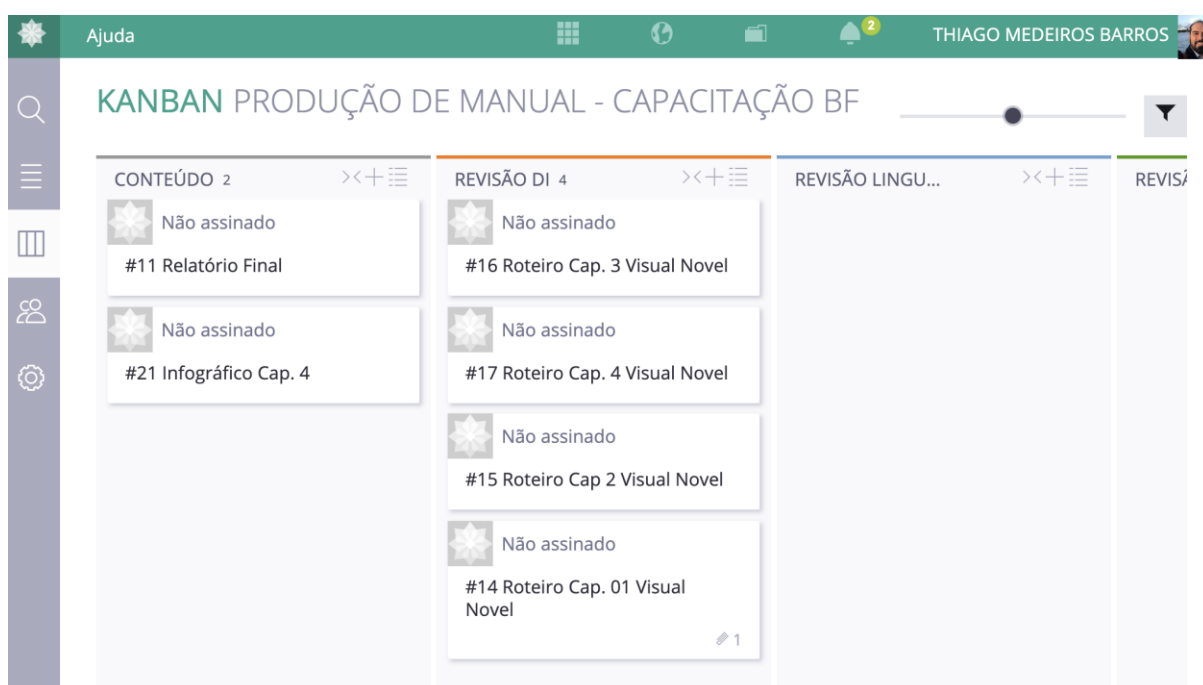 Ajuda
2
THIAGO MEDEIROS BARROS
KANBAN PRODUÇÃO DE MANUAL - CAPACITAÇÃO BF
CONTEÚDO 2
Não assinado
#11 Relatório Final
Não assinado
#21 Infográfico Cap. 4
REVISÃO DI 4
Não assinado
#16 Roteiro Cap. 3 Visual Novel
Não assinado
#17 Roteiro Cap. 4 Visual Novel
Não assinado
#15 Roteiro Cap 2 Visual Novel
Não assinado
#14 Roteiro Cap. 01 Visual
Novel
1
REVISÃO LINGU...